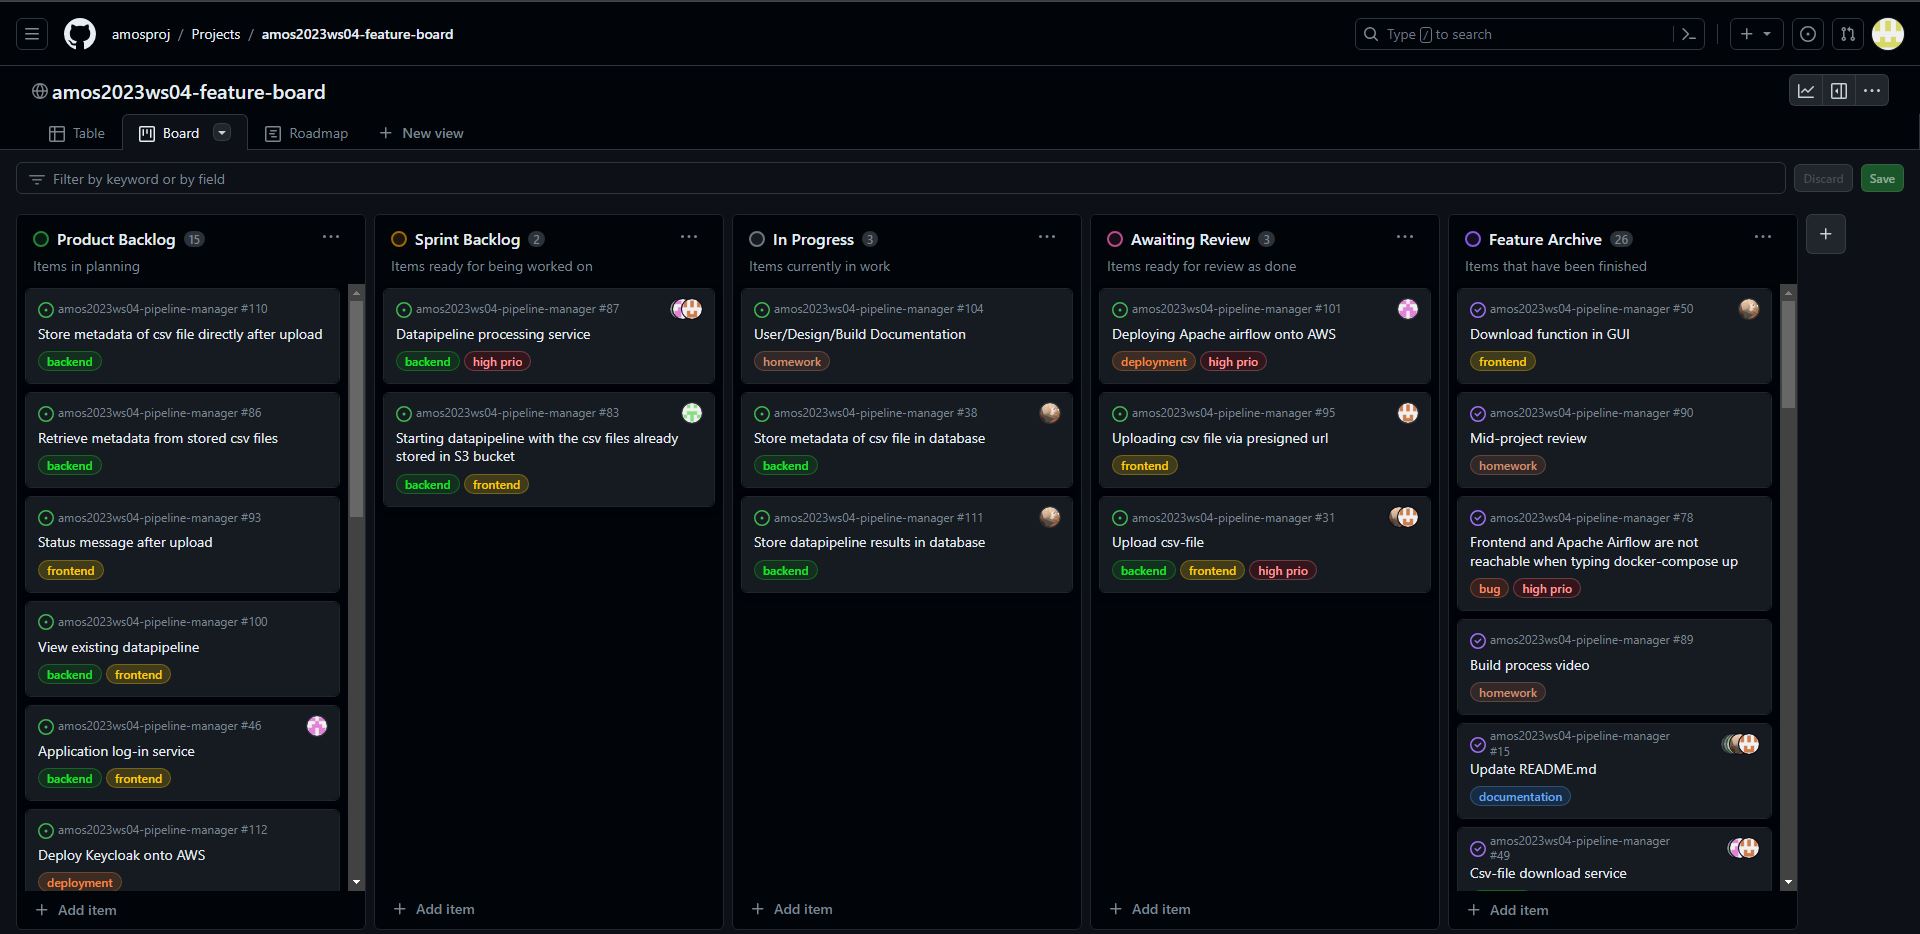 amosproj / Projects / amos2023ws04-feature-board
Type / to search
amos2023ws04-feature-board
Table
Board
Roadmap
New view
Filter by keyword or by field
Discard
Save
Product Backlog 15
Items in planning
amos2023ws04-pipeline-manager #110
Store metadata of csv file directly after upload
backend
amos2023ws04-pipeline-manager #86
Retrieve metadata from stored csv files
backend
amos2023ws04-pipeline-manager #93
Status message after upload
frontend
amos2023ws04-pipeline-manager #100
View existing datapipeline
backend frontend
amos2023ws04-pipeline-manager #46
Application log-in service
backend frontend
amos2023ws04-pipeline-manager #112
Deploy Keycloak onto AWS
deployment
Add item
Sprint Backlog 2
Items ready for being worked on
amos2023ws04-pipeline-manager #87
Datapipeline processing service
backend high prio
amos2023ws04-pipeline-manager #83
Starting datapipeline with the csv files already
stored in S3 bucket
backend frontend
Add item
In Progress 3
Items currently in work
amos2023ws04-pipeline-manager #104
User/Design/Build Documentation
homework
amos2023ws04-pipeline-manager #38
Store metadata of csv file in database
backend
amos2023ws04-pipeline-manager #111
Store datapipeline results in database
backend
Add item
Awaiting Review 3
Items ready for review as done
amos2023ws04-pipeline-manager #101
Deploying Apache airflow onto AWS
deployment high prio
amos2023ws04-pipeline-manager #95
Uploading csv file via presigned url
frontend
amos2023ws04-pipeline-manager #31
Upload csv-file
backend frontend high prio
Add item
Feature Archive 26
Items that have been finished
amos2023ws04-pipeline-manager #50
Download function in GUI
frontend
amos2023ws04-pipeline-manager #90
Mid-project review
homework
amos2023ws04-pipeline-manager #78
Frontend and Apache Airflow are not
reachable when typing docker-compose up
bug high prio
amos2023ws04-pipeline-manager #89
Build process video
homework
amos2023ws04-pipeline-manager
#15
Update README.md
documentation
amos2023ws04-pipeline-manager
#49
Csv-file download service
Add item